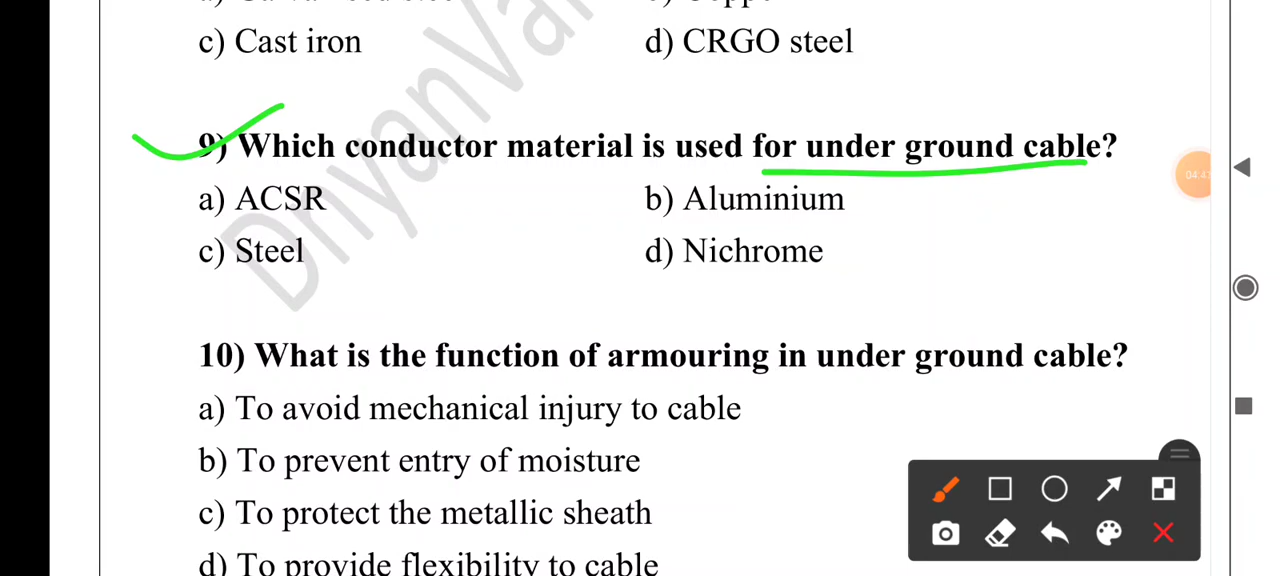 c) Cast iron
d) CRGO steel
9) Which conductor material is used for under ground cable?
04:4
a) ACSR
b) Aluminium
c) Steel
d) Nichrome
10) What is the function of armouring in under ground cable?
a) To avoid mechanical injury to cable
b) To prevent entry of moisture
c) To protect the metallic sheath
d) To provide flexibility to cable